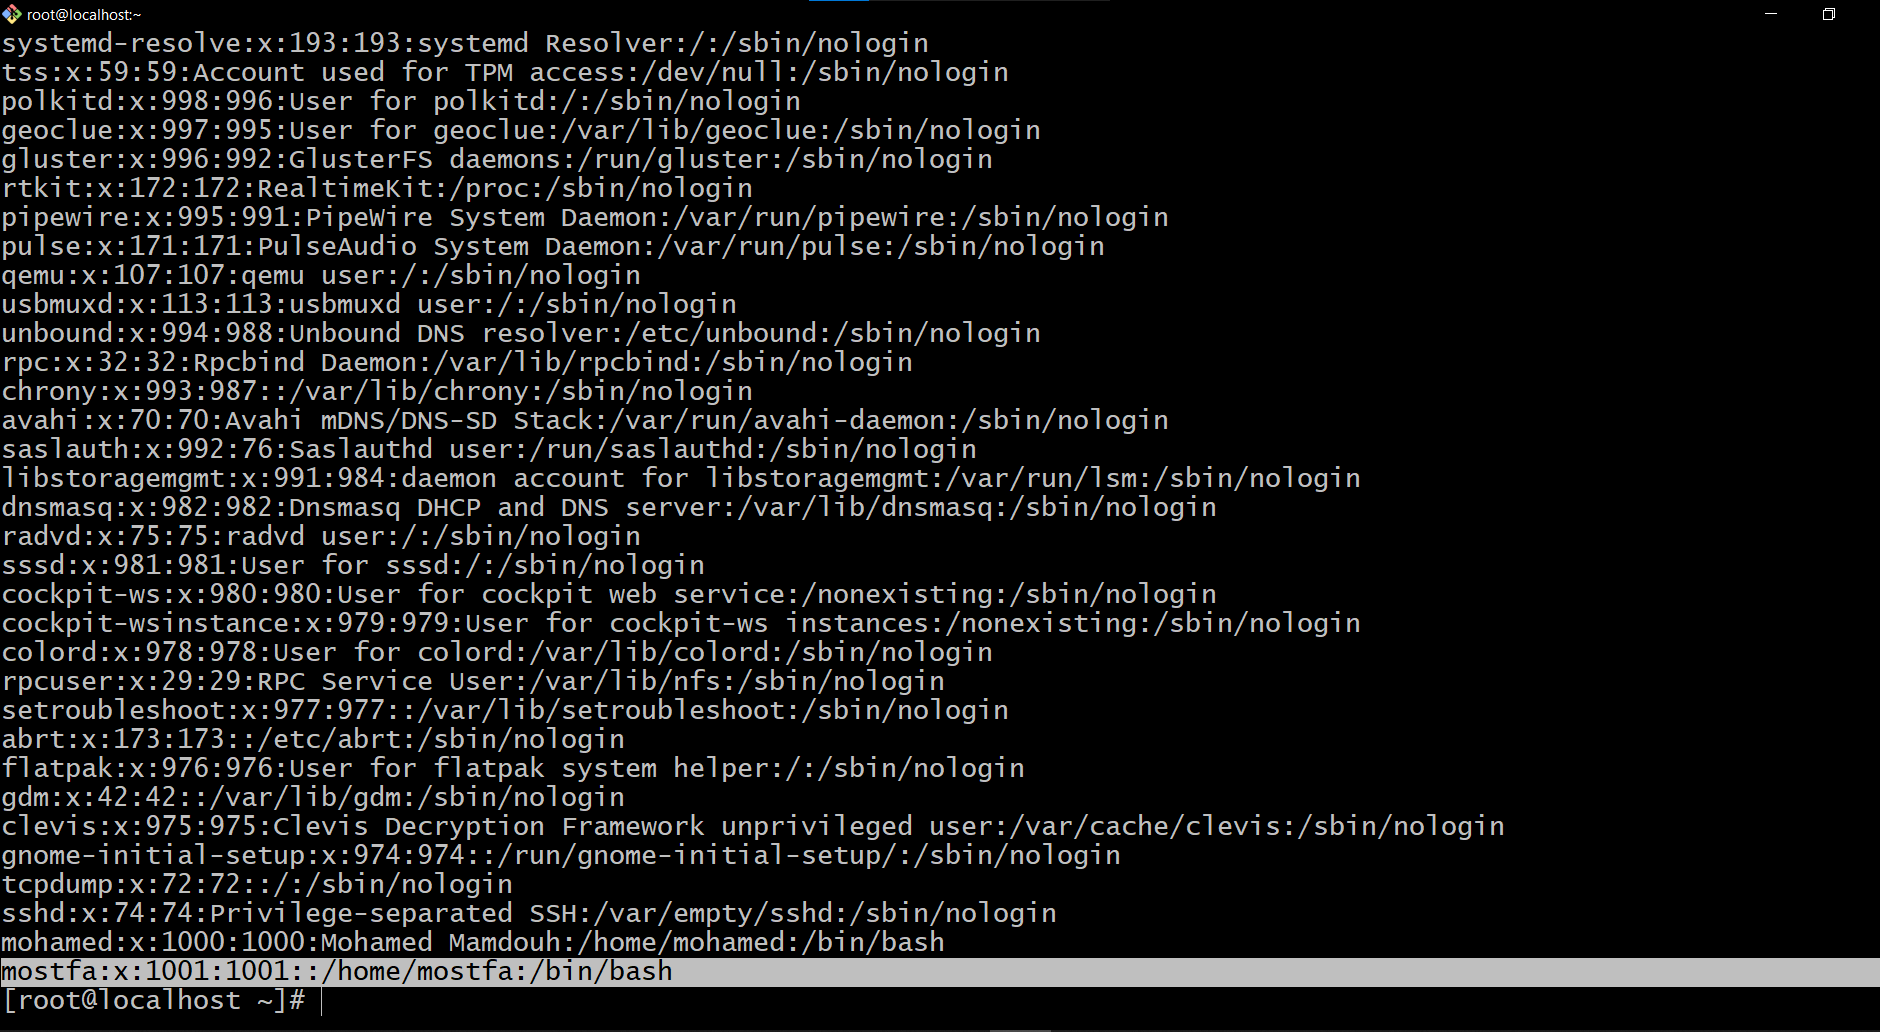 root@localhost:~
systemd-resolve:x:193:193:systemd Resolver:/:/sbin/nologin
tss:x:59:59:Account used for TPM access:/dev/null:/sbin/nologin
polkitd:x:998:996:User for polkitd:/:/sbin/nologin
geoclue:x:997:995:User for geoclue:/var/lib/geoclue:/sbin/nologin
gluster:x:996:992:GlusterFS daemons:/run/gluster:/sbin/nologin
rtkit:x:172:172:RealtimeKit:/proc:/sbin/nologin
pipewire:x:995:991:PipeWire System Daemon:/var/run/pipewire:/sbin/nologin
pulse:x:171:171:PulseAudio System Daemon:/var/run/pulse:/sbin/nologin
qemu:x:107:107:qemu user:/:/sbin/nologin
usbmuxd:x:113:113:usbmuxd user:/:/sbin/nologin
unbound:x:994:988:Unbound DNS resolver:/etc/unbound:/sbin/nologin
rpc:x:32:32:Rpcbind Daemon:/var/lib/rpcbind:/sbin/nologin
chrony:x:993:987::/var/lib/chrony:/sbin/nologin
avahi:x:70:70:Avahi mDNS/DNS-SD Stack:/var/run/avahi-daemon:/sbin/nologin
saslauth:x:992:76:Saslauthd user:/run/saslauthd:/sbin/nologin
libstoragemgmt:x:991:984:daemon account for libstoragemgmt:/var/run/lsm:/sbin/nologin
dnsmasq:x:982:982:Dnsmasq DHCP and DNS server:/var/lib/dnsmasq:/sbin/nologin
radvd:x:75:75:radvd user:/:/sbin/nologin
sssd:x:981:981:User for sssd:/:/sbin/nologin
cockpit-ws:x:980:980:User for cockpit web service:/nonexisting:/sbin/nologin
cockpit-wsinstance:x:979:979:User for cockpit-ws instances:/nonexisting:/sbin/nologin
colord:x:978:978:User for colord:/var/lib/colord:/sbin/nologin
rpcuser:x:29:29:RPC Service User:/var/lib/nfs:/sbin/nologin
setroubleshoot:x:977:977::/var/lib/setroubleshoot:/sbin/nologin
abrt:x:173:173::/etc/abrt:/sbin/nologin
flatpak:x:976:976:User for flatpak system helper:/:/sbin/nologin
gdm:x:42:42::/var/lib/gdm:/sbin/nologin
clevis:x:975:975:Clevis Decryption Framework unprivileged user:/var/cache/clevis:/sbin/nologin
gnome-initial-setup:x:974:974::/run/gnome-initial-setup/:/sbin/nologin
tcpdump:x:72:72::/:/sbin/nologin
sshd:x:74:74:Privilege-separated SSH:/var/empty/sshd:/sbin/nologin
mohamed:x:1000:1000:Mohamed Mamdouh:/home/mohamed:/bin/bash
mostfa:x:1001:1001::/home/mostfa:/bin/bash
[root@localhost ~]#